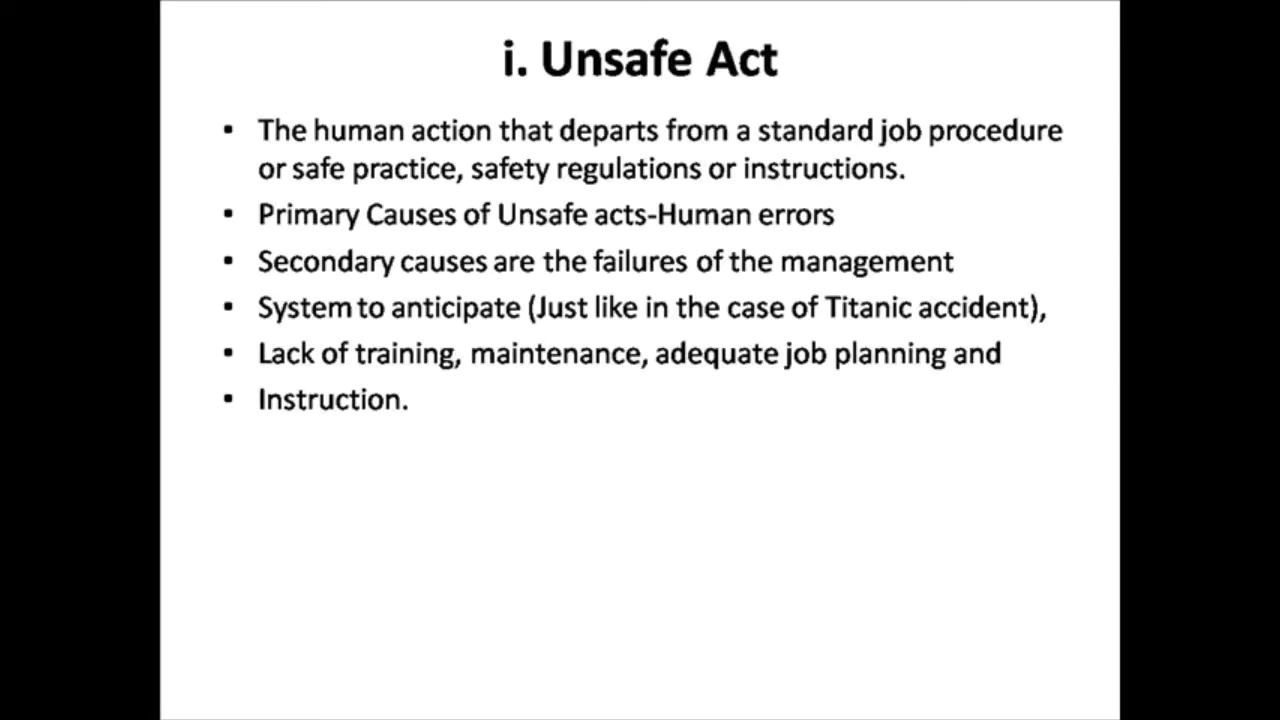 i. Unsafe Act
▪ The human action that departs from a standard job procedure
or safe practice, safety regulations or instructions.
▪ Primary Causes of Unsafe acts-Human errors
▪ Secondary causes are the failures of the management
▪ System to anticipate (Just like in the case of Titanic accident),
▪ Lack of training, maintenance, adequate job planning and
▪ Instruction.